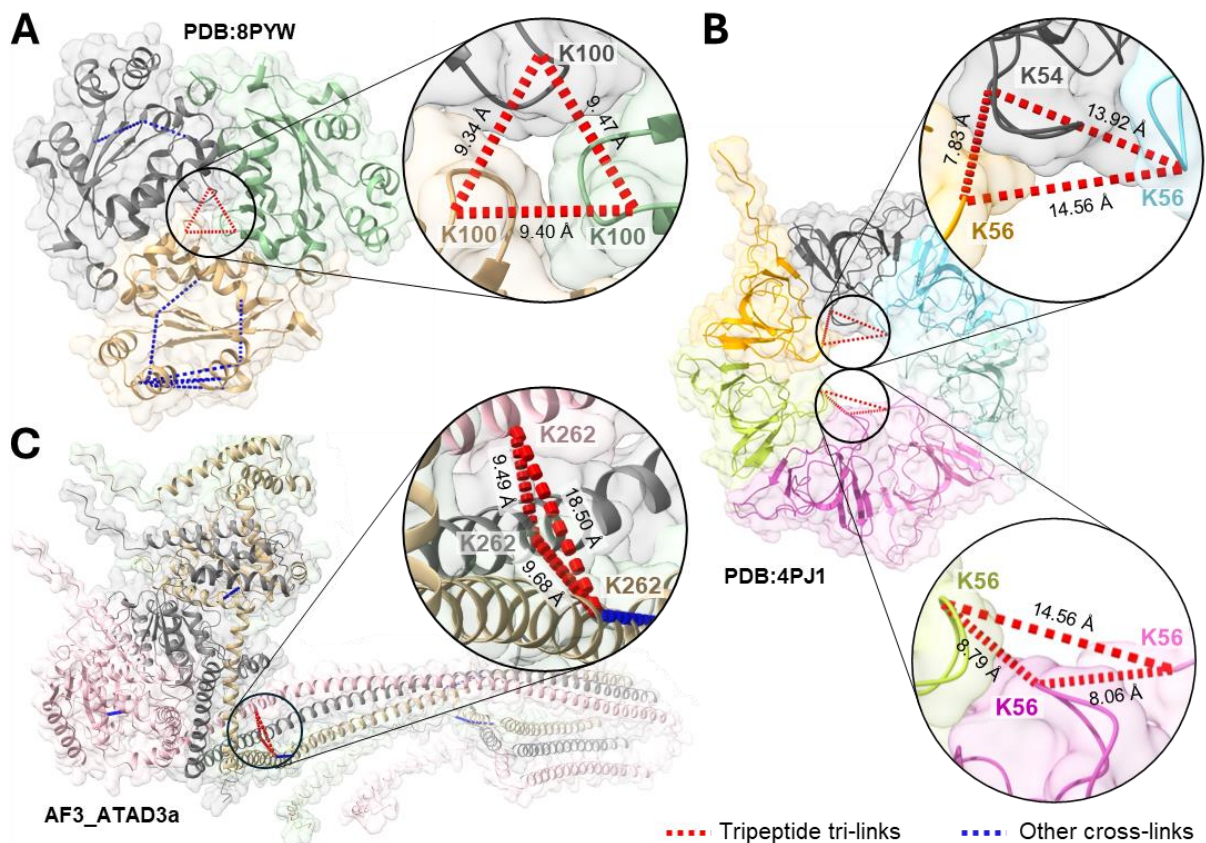 A
PDB:8PYW
K100
9.34 Å
9.47 Å
K100
9.40 Å
K100
B
K54
7.83 Å
13.92 Å
K56
14.56 Å
K56
C
K262
9.49 Å
18.50 Å
K262
9.68 Å
K262
AF3_ATAD3a
PDB:4PJ1
K56
14.56 Å
K56
8.79 Å
8.06 Å
K56
Tripeptide tri-links
Other cross-links